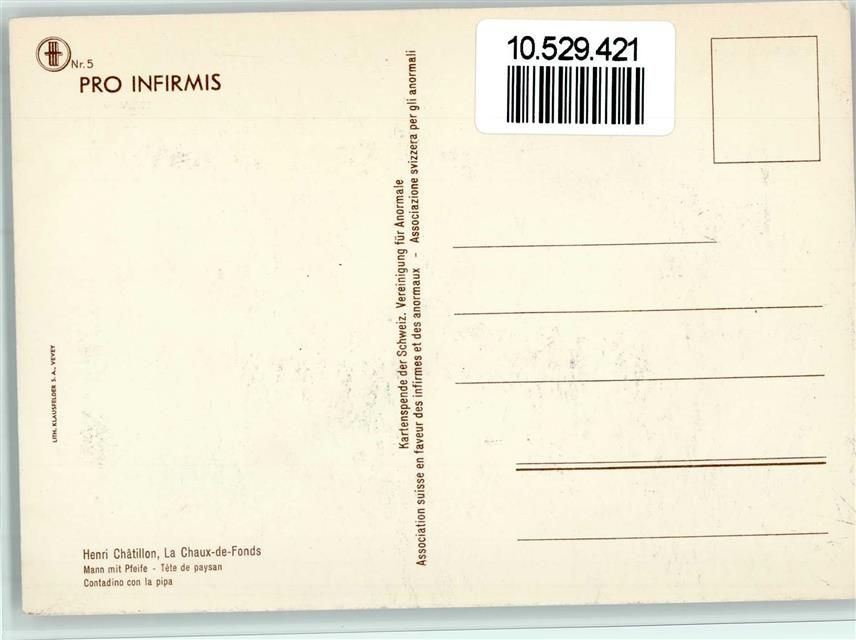 Nr. 5
PRO INFIRMIS
10.529.421
Kartenspende der Schweiz. Vereinigung für Anormale
Association suisse en faveur des infirmes et des anormaux - Associazione svizzera per gli anormali
LITH. KLAUSFELDER S. A., VEVEY
Henri Châtillon, La Chaux-de-Fonds
Mann mit Pfeife - Tête de paysan
Contadino con la pipa